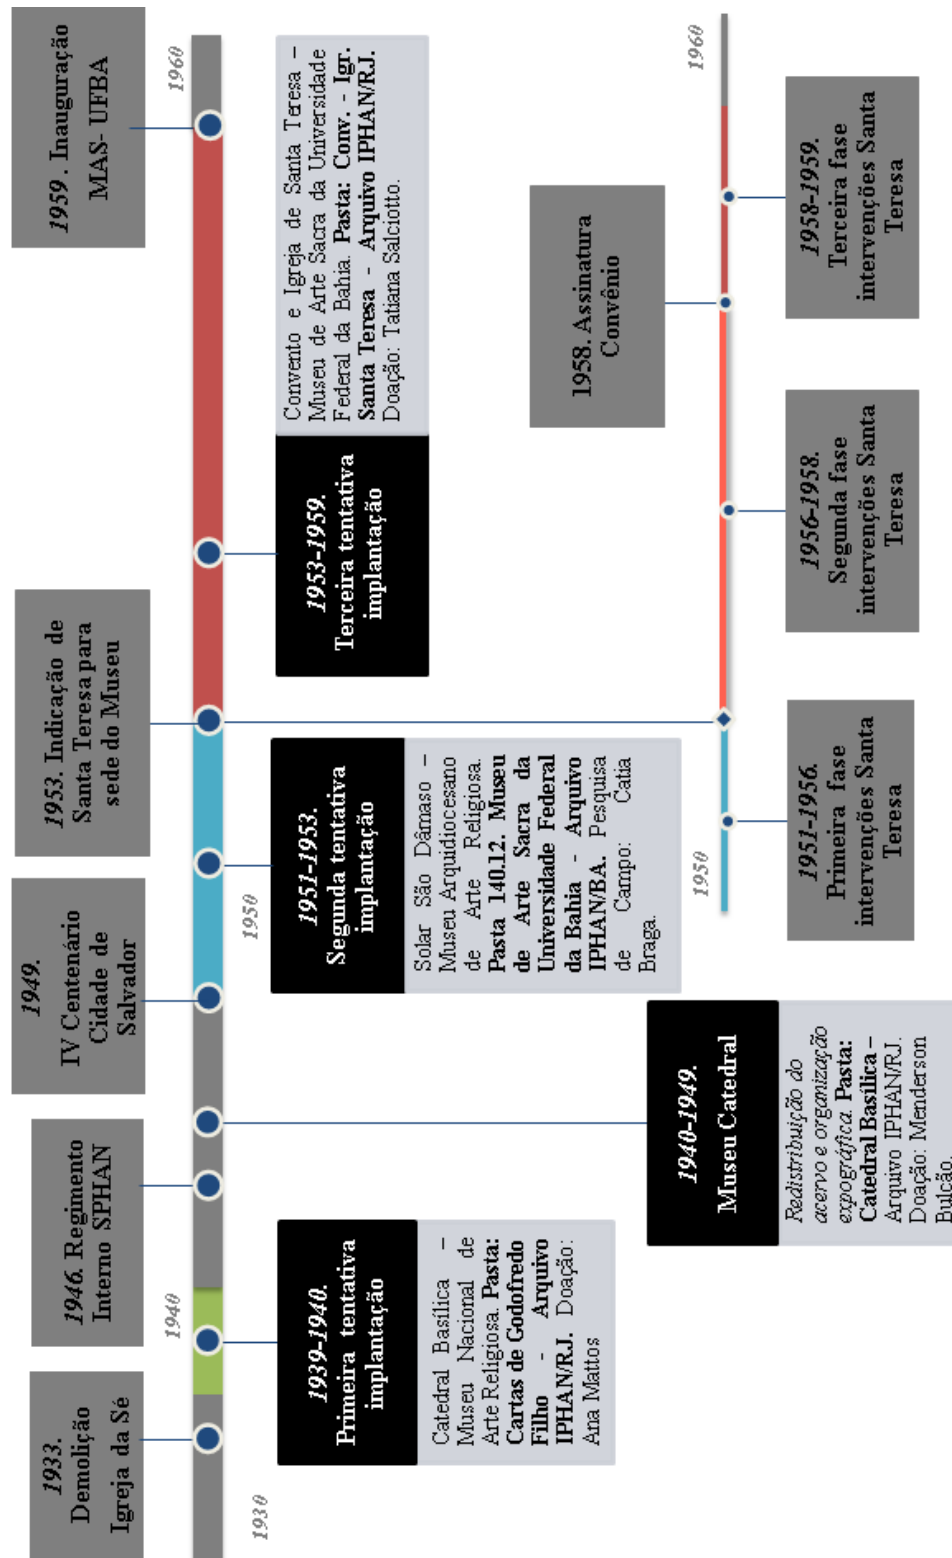 1933.
Demolição
Igreja da Sé
1946. Regimento
Interno SPHAN
1949.
IV Centenário
Cidade de
Salvador
1953. Indicação de
Santa Teresa para
sede do Museu
1959. Inauguração
MAS- UFBA
1930
1940
1950
1960
1939-1940.
Primeira tentativa
implantação
Catedral Basílica –
Museu Nacional de
Arte Religiosa. Pasta:
Cartas de Godofredo
Filho - Arquivo
IPHAN/RJ. Doação:
Ana Mattos
1940-1949.
Museu Catedral
Redistribuição do
acervo e organização
expográfica. Pasta:
Catedral Basílica –
Arquivo IPHAN/RJ.
Doação: Menderson
Bulcão.
1951-1953.
Segunda tentativa
implantação
Solar São Dâmaso –
Museu Arquidiocesano
de Arte Religiosa.
Pasta 140.12. Museu
de Arte Sacra da
Universidade Federal
da Bahia - Arquivo
IPHAN/BA. Pesquisa
de Campo: Catia
Braga.
1953-1959.
Terceira tentativa
implantação
Convento e Igreja de Santa Teresa –
Museu de Arte Sacra da Universidade
Federal da Bahia. Pasta: Conv. - Igr.
Santa Teresa - Arquivo IPHAN/RJ.
Doação: Tatiana Salciotto.
1958. Assinatura
Convênio
1950
1960
1951-1956.
Primeira fase
intervenções Santa
Teresa
1956-1958.
Segunda fase
intervenções Santa
Teresa
1958-1959.
Terceira fase
intervenções Santa
Teresa